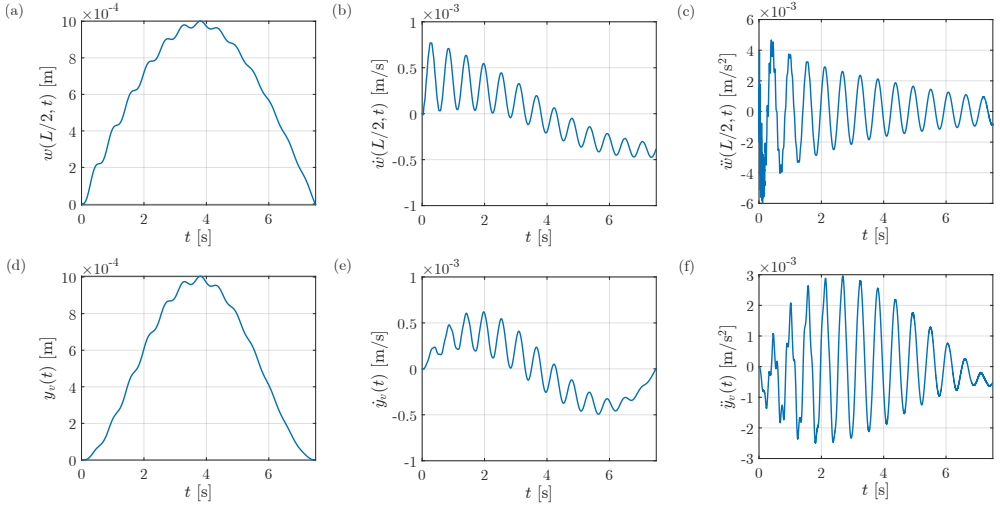 (a)
×10⁻⁴
10
8
6
4
2
0
w(L/2, t) [m]
0 2 4 6
t [s]
(b)
×10⁻³
1
0.5
0
-0.5
-1
ẇ(L/2, t) [m/s]
0 2 4 6
t [s]
(c)
×10⁻³
6
4
2
0
-2
-4
-6
ẅ(L/2, t) [m/s²]
0 2 4 6
t [s]
(d)
×10⁻⁴
10
8
6
4
2
0
y_v(t) [m]
0 2 4 6
t [s]
(e)
×10⁻³
1
0.5
0
-0.5
-1
ẏ_v(t) [m/s]
0 2 4 6
t [s]
(f)
×10⁻³
3
2
1
0
-1
-2
-3
ÿ_v(t) [m/s²]
0 2 4 6
t [s]